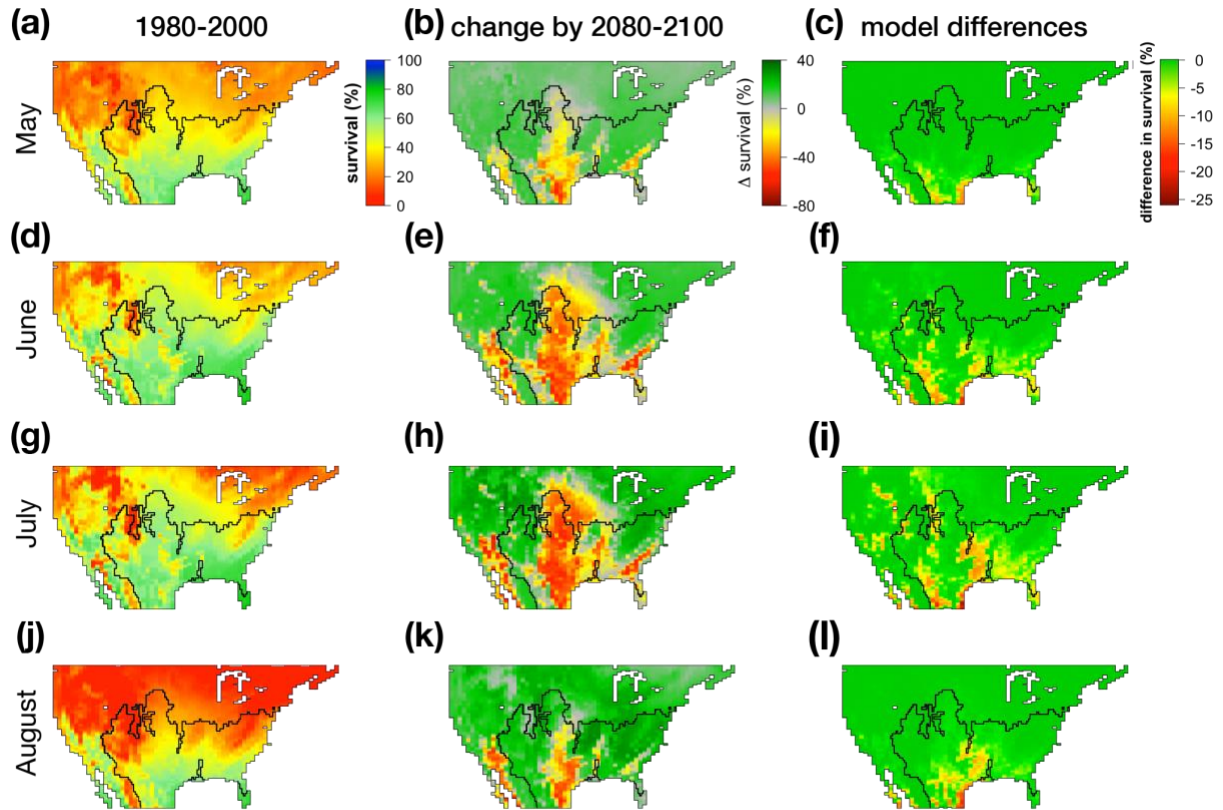 (a) 1980-2000 (b) change by 2080-2100 (c) model differences
May
100
80
60
40
20
0
survival (%)
40
0
-40
-80
Δ survival (%)
0
-5
-10
-15
-20
-25
difference in survival (%)
(d) (e) (f)
June
(g) (h) (i)
July
(j) (k) (l)
August